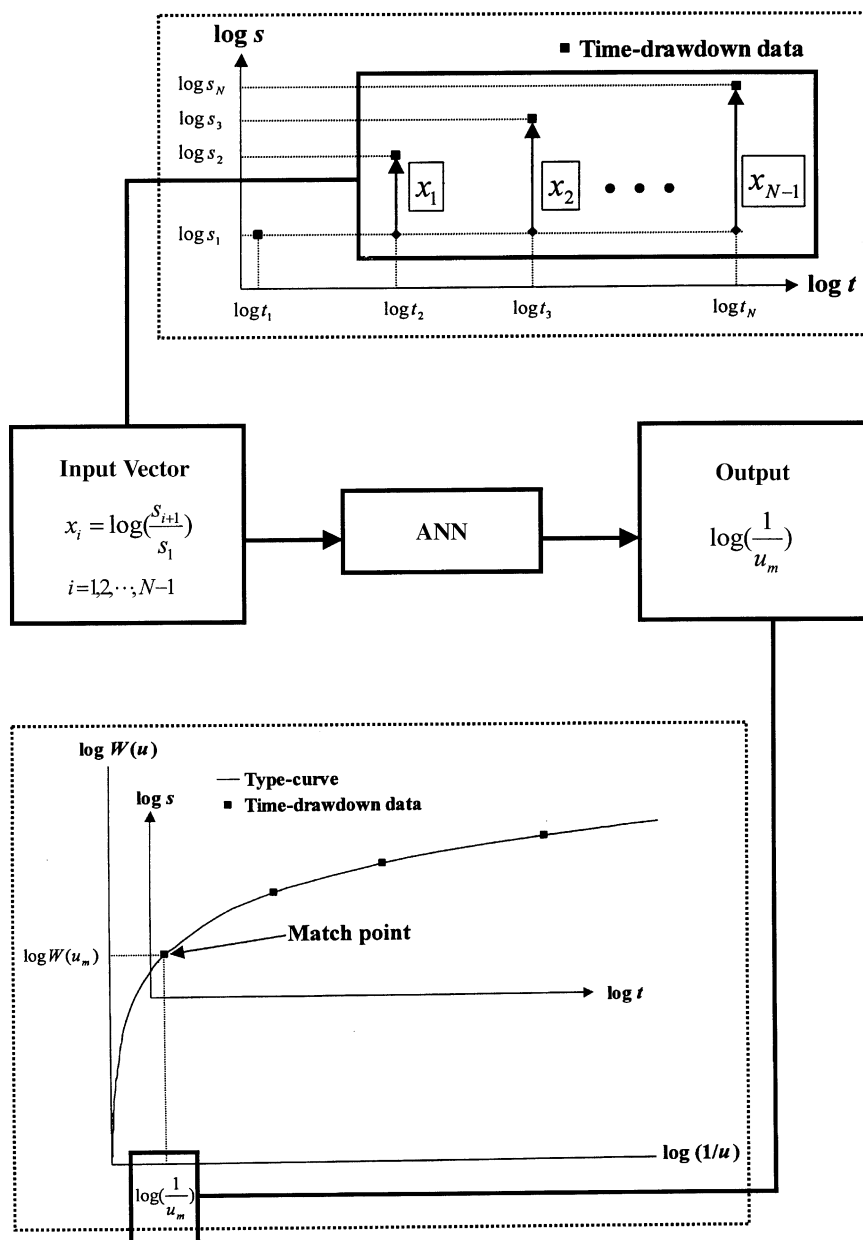 log s
■ Time-drawdown data
log s_N
log s_3
log s_2
log s_1
x_1
x_2
• • •
x_{N-1}
log t
log t_1
log t_2
log t_3
log t_N
Input Vector
x_i = log(s_{i+1}/s_1)
i=1,2,⋯,N-1
ANN
Output
log(1/u_m)
log W(u)
— Type-curve
■ Time-drawdown data
log s
Match point
log W(u_m)
log t
log (1/u)
log(1/u_m)